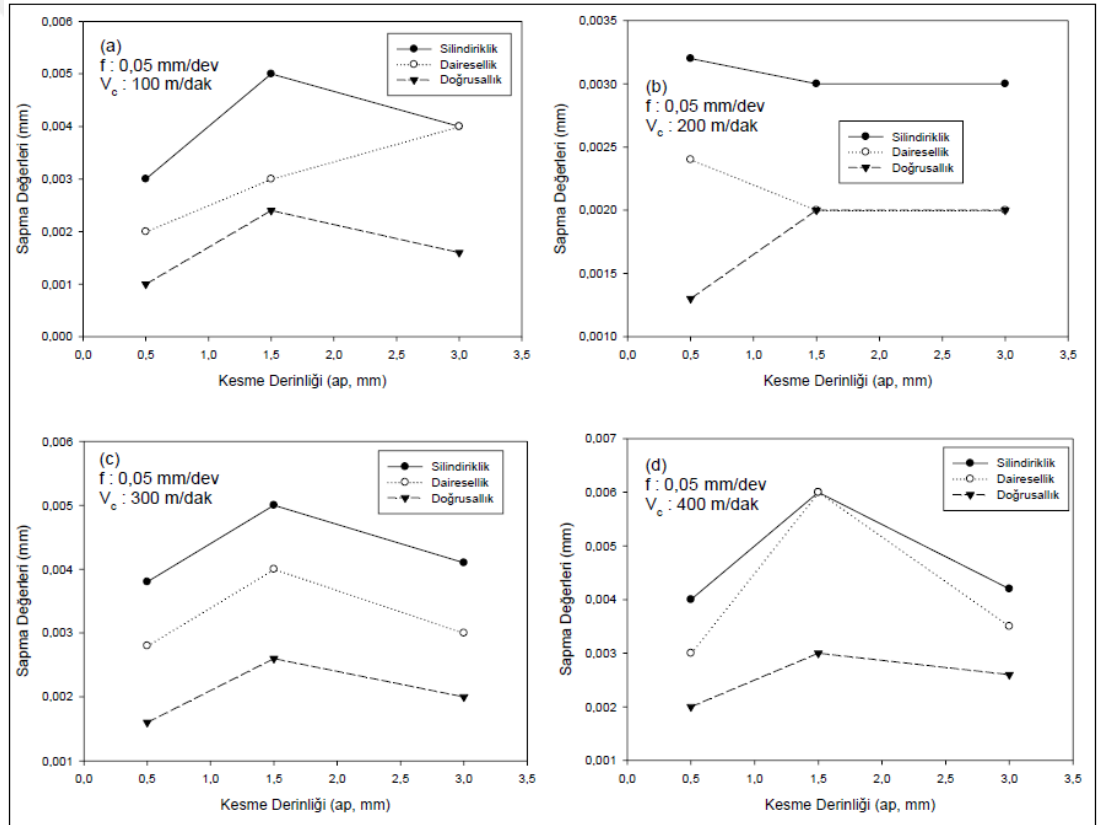 (a)
f : 0,05 mm/dev
Vc : 100 m/dak
Silindiriklik
Dairesellik
Doğrusallık
Sapma Değerleri (mm)
0,006
0,005
0,004
0,003
0,002
0,001
0,000
0,0 0,5 1,0 1,5 2,0 2,5 3,0 3,5
Kesme Derinliği (ap, mm)
(b)
f : 0,05 mm/dev
Vc : 200 m/dak
Silindiriklik
Dairesellik
Doğrusallık
Sapma Değerleri (mm)
0,0035
0,0030
0,0025
0,0020
0,0015
0,0010
0,0 0,5 1,0 1,5 2,0 2,5 3,0 3,5
Kesme Derinliği (ap, mm)
(c)
f : 0,05 mm/dev
Vc : 300 m/dak
Silindiriklik
Dairesellik
Doğrusallık
Sapma Değerleri (mm)
0,006
0,005
0,004
0,003
0,002
0,001
0,0 0,5 1,0 1,5 2,0 2,5 3,0 3,5
Kesme Derinliği (ap, mm)
(d)
f : 0,05 mm/dev
Vc : 400 m/dak
Silindiriklik
Dairesellik
Doğrusallık
Sapma Değerleri (mm)
0,007
0,006
0,005
0,004
0,003
0,002
0,001
0,0 0,5 1,0 1,5 2,0 2,5 3,0 3,5
Kesme Derinliği (ap, mm)